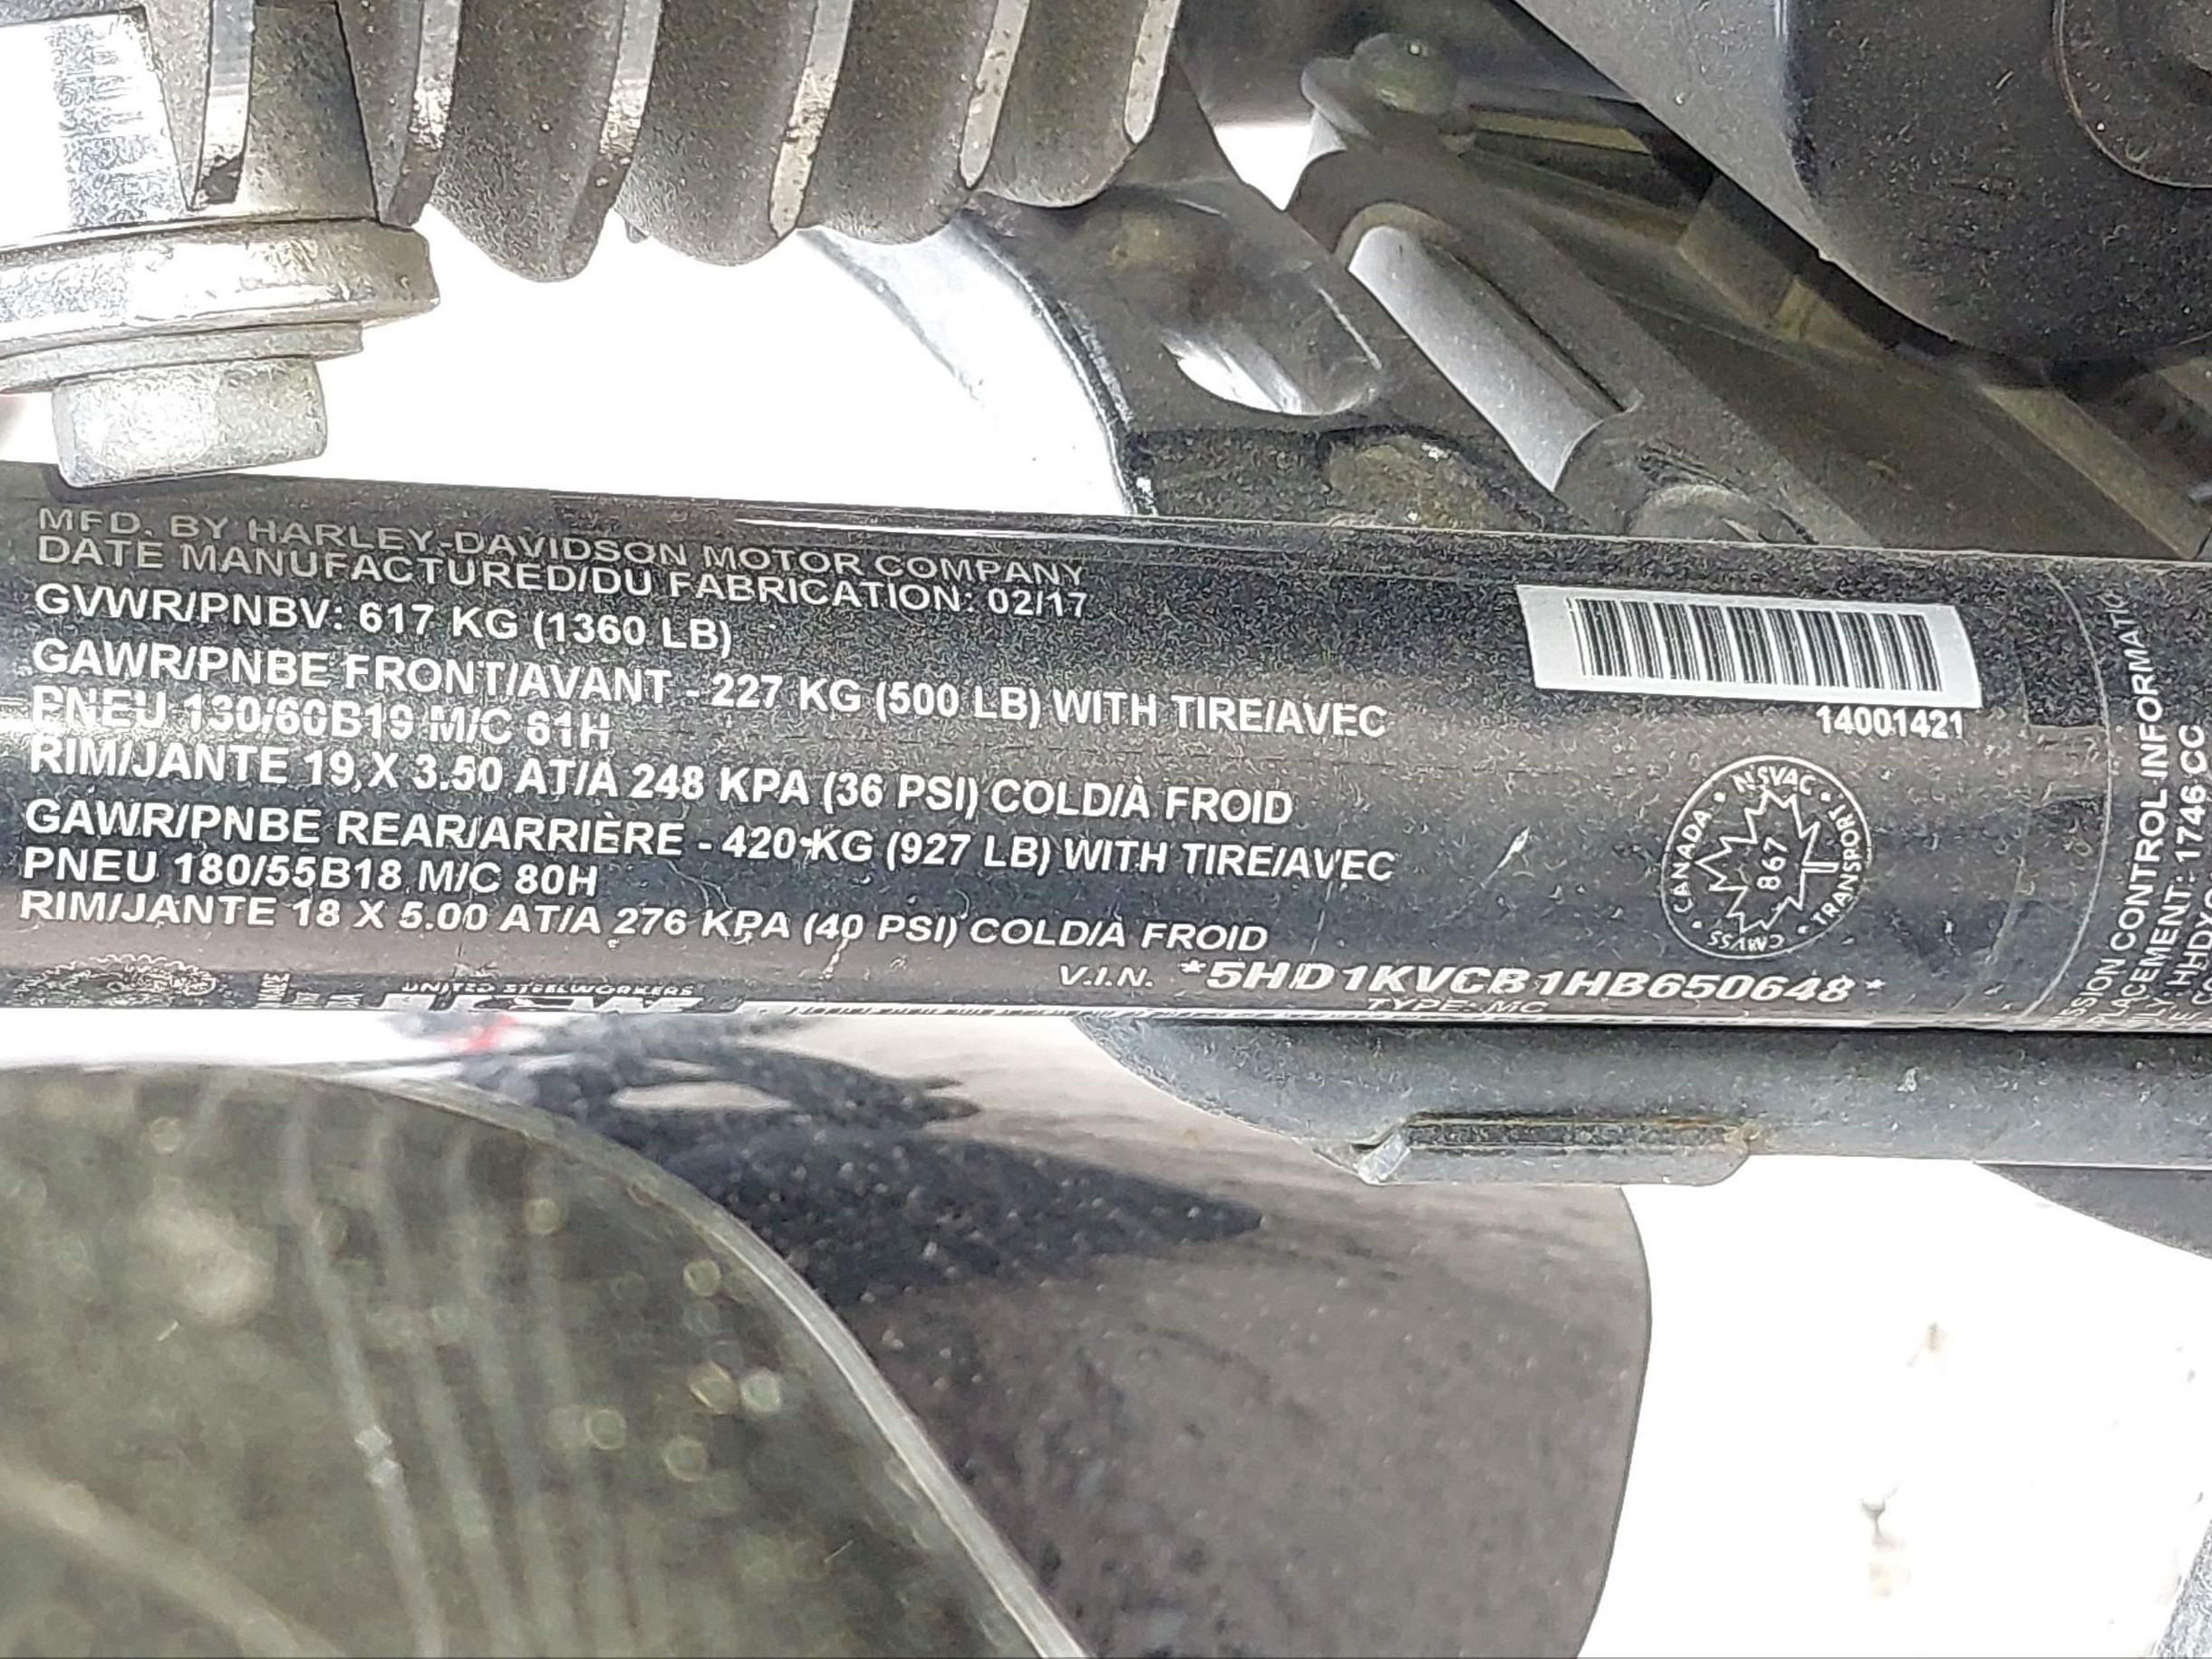 MFD. BY HARLEY-DAVIDSON MOTOR COMPANY
DATE MANUFACTURED/DU FABRICATION: 02/17
GVWR/PNBV: 617 KG (1360 LB)
GAWR/PNBE FRONT/AVANT - 227 KG (500 LB) WITH TIRE/AVEC
PNEU 130/60B19 M/C 61H
RIM/JANTE 19 X 3.50 AT/A 248 KPA (36 PSI) COLD/À FROID
GAWR/PNBE REAR/ARRIÈRE - 420 KG (927 LB) WITH TIRE/AVEC
PNEU 180/55B18 M/C 80H
RIM/JANTE 18 X 5.00 AT/A 276 KPA (40 PSI) COLD/À FROID
V.I.N. *5HD1KVCB1HB650648*
TYPE: MC
UNITED STEELWORKERS
14001421
CANADA • NSVAC • TRANSPORT • CMVSS
867
CONTROL INFORMATIO
1746 CC